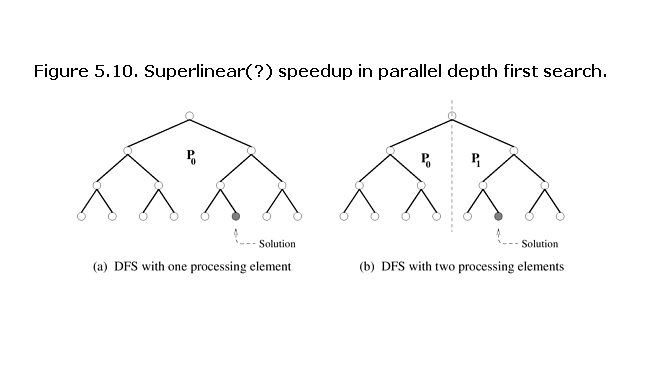 Figure 5.10. Superlinear(?) speedup in parallel depth first search.
P0
P0 P1
Solution
Solution
(a) DFS with one processing element
(b) DFS with two processing elements